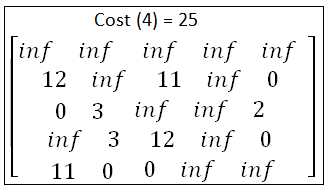 Cost (4) = 25
inf inf inf inf inf
12 inf 11 inf 0
0 3 inf inf 2
inf 3 12 inf 0
11 0 0 inf inf